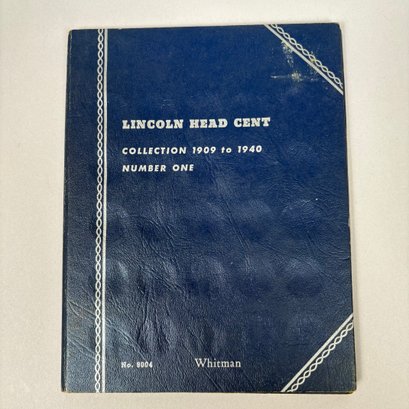 LINCOLN HEAD CENT
COLLECTION 1909 to 1940
NUMBER ONE
No. 9004 Whitman